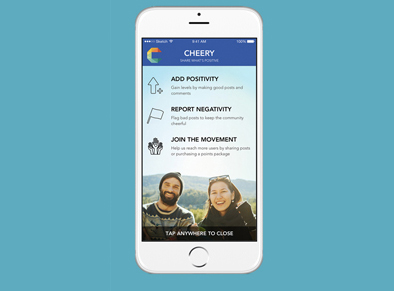 Sketch
9:41 AM
100%
CHEERY
SHARE WHAT'S POSITIVE
ADD POSITIVITY
Gain levels by making good posts and
comments
REPORT NEGATIVITY
Flag bad posts to keep the community
cheerful
JOIN THE MOVEMENT
Help us reach more users by sharing posts
or purchasing a points package
TAP ANYWHERE TO CLOSE